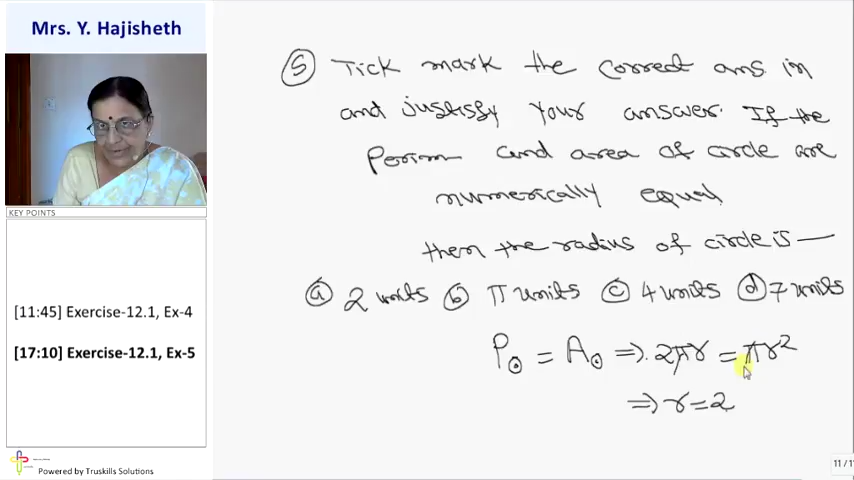 Mrs. Y. Hajisheth
KEY POINTS
[11:45] Exercise-12.1, Ex-4
[17:10] Exercise-12.1, Ex-5
Powered by Truskills Solutions
⑤ Tick mark the correct ans. in
and justisfy your answer. If the
Perim and area of circle are
numerically equal
then the radius of circle is —
ⓐ 2 units ⓑ π units ⓒ 4 units ⓓ 7 units
P⊙ = A⊙ ⇒ 2πr = πr²
⇒ r = 2
11 / 1